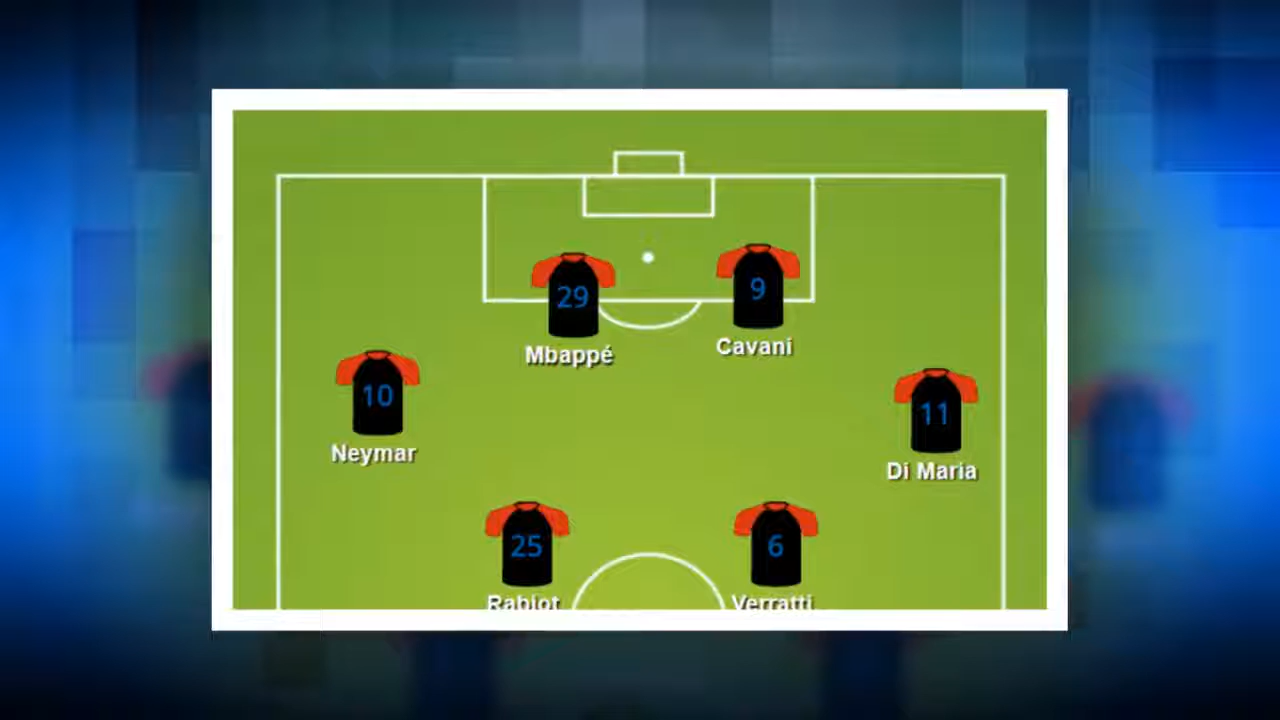 29
9
Mbappé
Cavani
10
11
Neymar
Di Maria
25
6
Rabiot
Verratti